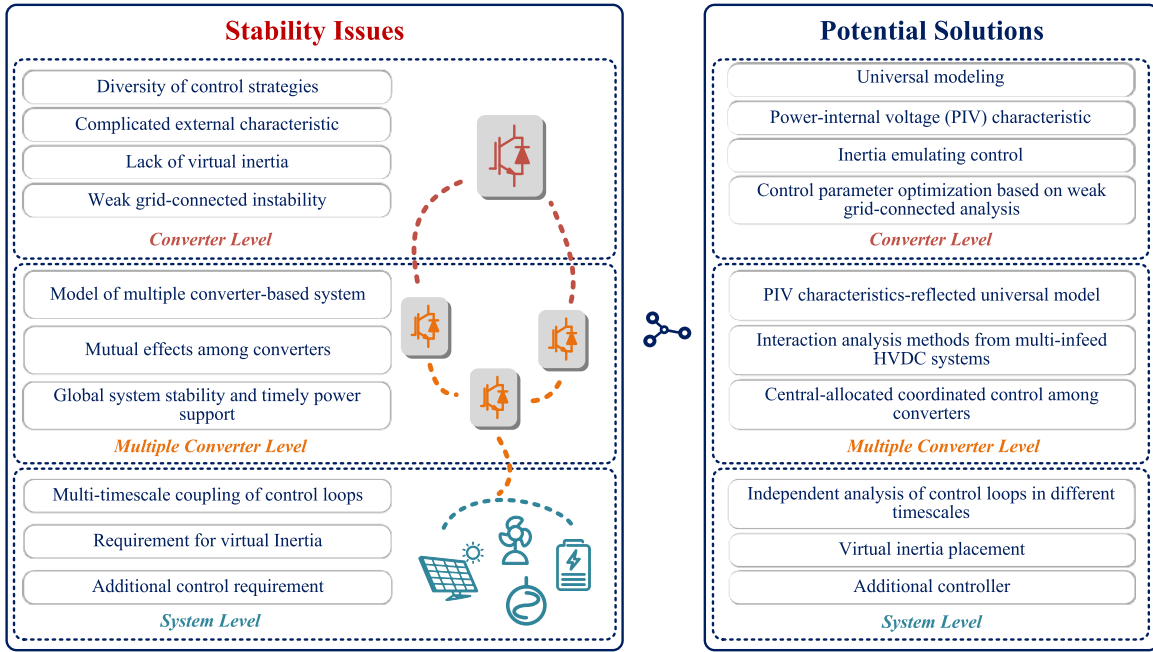 Stability Issues
Diversity of control strategies
Complicated external characteristic
Lack of virtual inertia
Weak grid-connected instability
Converter Level
Model of multiple converter-based system
Mutual effects among converters
Global system stability and timely power
support
Multiple Converter Level
Multi-timescale coupling of control loops
Requirement for virtual Inertia
Additional control requirement
System Level
Potential Solutions
Universal modeling
Power-internal voltage (PIV) characteristic
Inertia emulating control
Control parameter optimization based on weak
grid-connected analysis
Converter Level
PIV characteristics-reflected universal model
Interaction analysis methods from multi-infeed
HVDC systems
Central-allocated coordinated control among
converters
Multiple Converter Level
Independent analysis of control loops in different
timescales
Virtual inertia placement
Additional controller
System Level